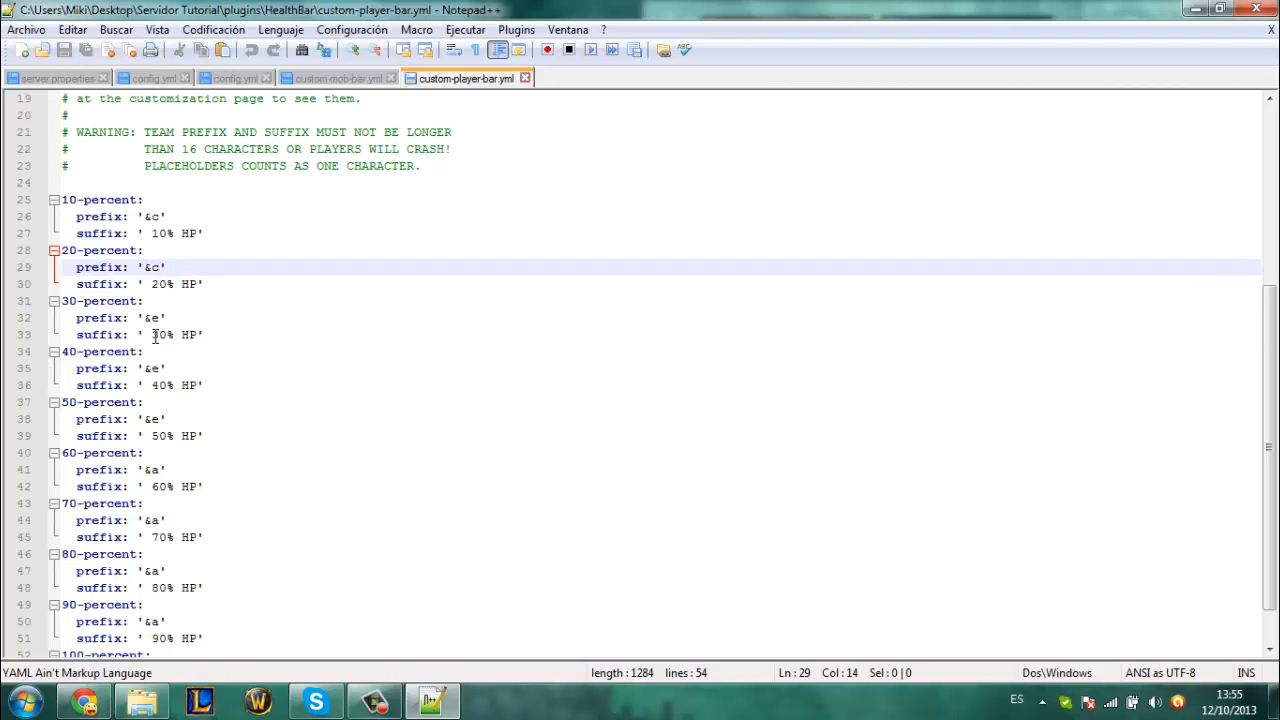 C:\Users\Miki\Desktop\Servidor Tutorial\plugins\HealthBar\custom-player-bar.yml - Notepad++
Archivo Editar Buscar Vista Codificación Lenguaje Configuración Macro Ejecutar Plugins Ventana ? X
server.properties config.yml config.yml custom-mob-bar.yml custom-player-bar.yml
19 # at the customization page to see them.
20 #
21 # WARNING: TEAM PREFIX AND SUFFIX MUST NOT BE LONGER
22 # THAN 16 CHARACTERS OR PLAYERS WILL CRASH!
23 # PLACEHOLDERS COUNTS AS ONE CHARACTER.
24
25 10-percent:
26 prefix: '&c'
27 suffix: ' 10% HP'
28 20-percent:
29 prefix: '&c'
30 suffix: ' 20% HP'
31 30-percent:
32 prefix: '&e'
33 suffix: ' 30% HP'
34 40-percent:
35 prefix: '&e'
36 suffix: ' 40% HP'
37 50-percent:
38 prefix: '&e'
39 suffix: ' 50% HP'
40 60-percent:
41 prefix: '&a'
42 suffix: ' 60% HP'
43 70-percent:
44 prefix: '&a'
45 suffix: ' 70% HP'
46 80-percent:
47 prefix: '&a'
48 suffix: ' 80% HP'
49 90-percent:
50 prefix: '&a'
51 suffix: ' 90% HP'
52 100-percent:
YAML Ain't Markup Language length : 1284 lines : 54 Ln : 29 Col : 14 Sel : 0 | 0 Dos\Windows ANSI as UTF-8 INS
ES 13:55
12/10/2013